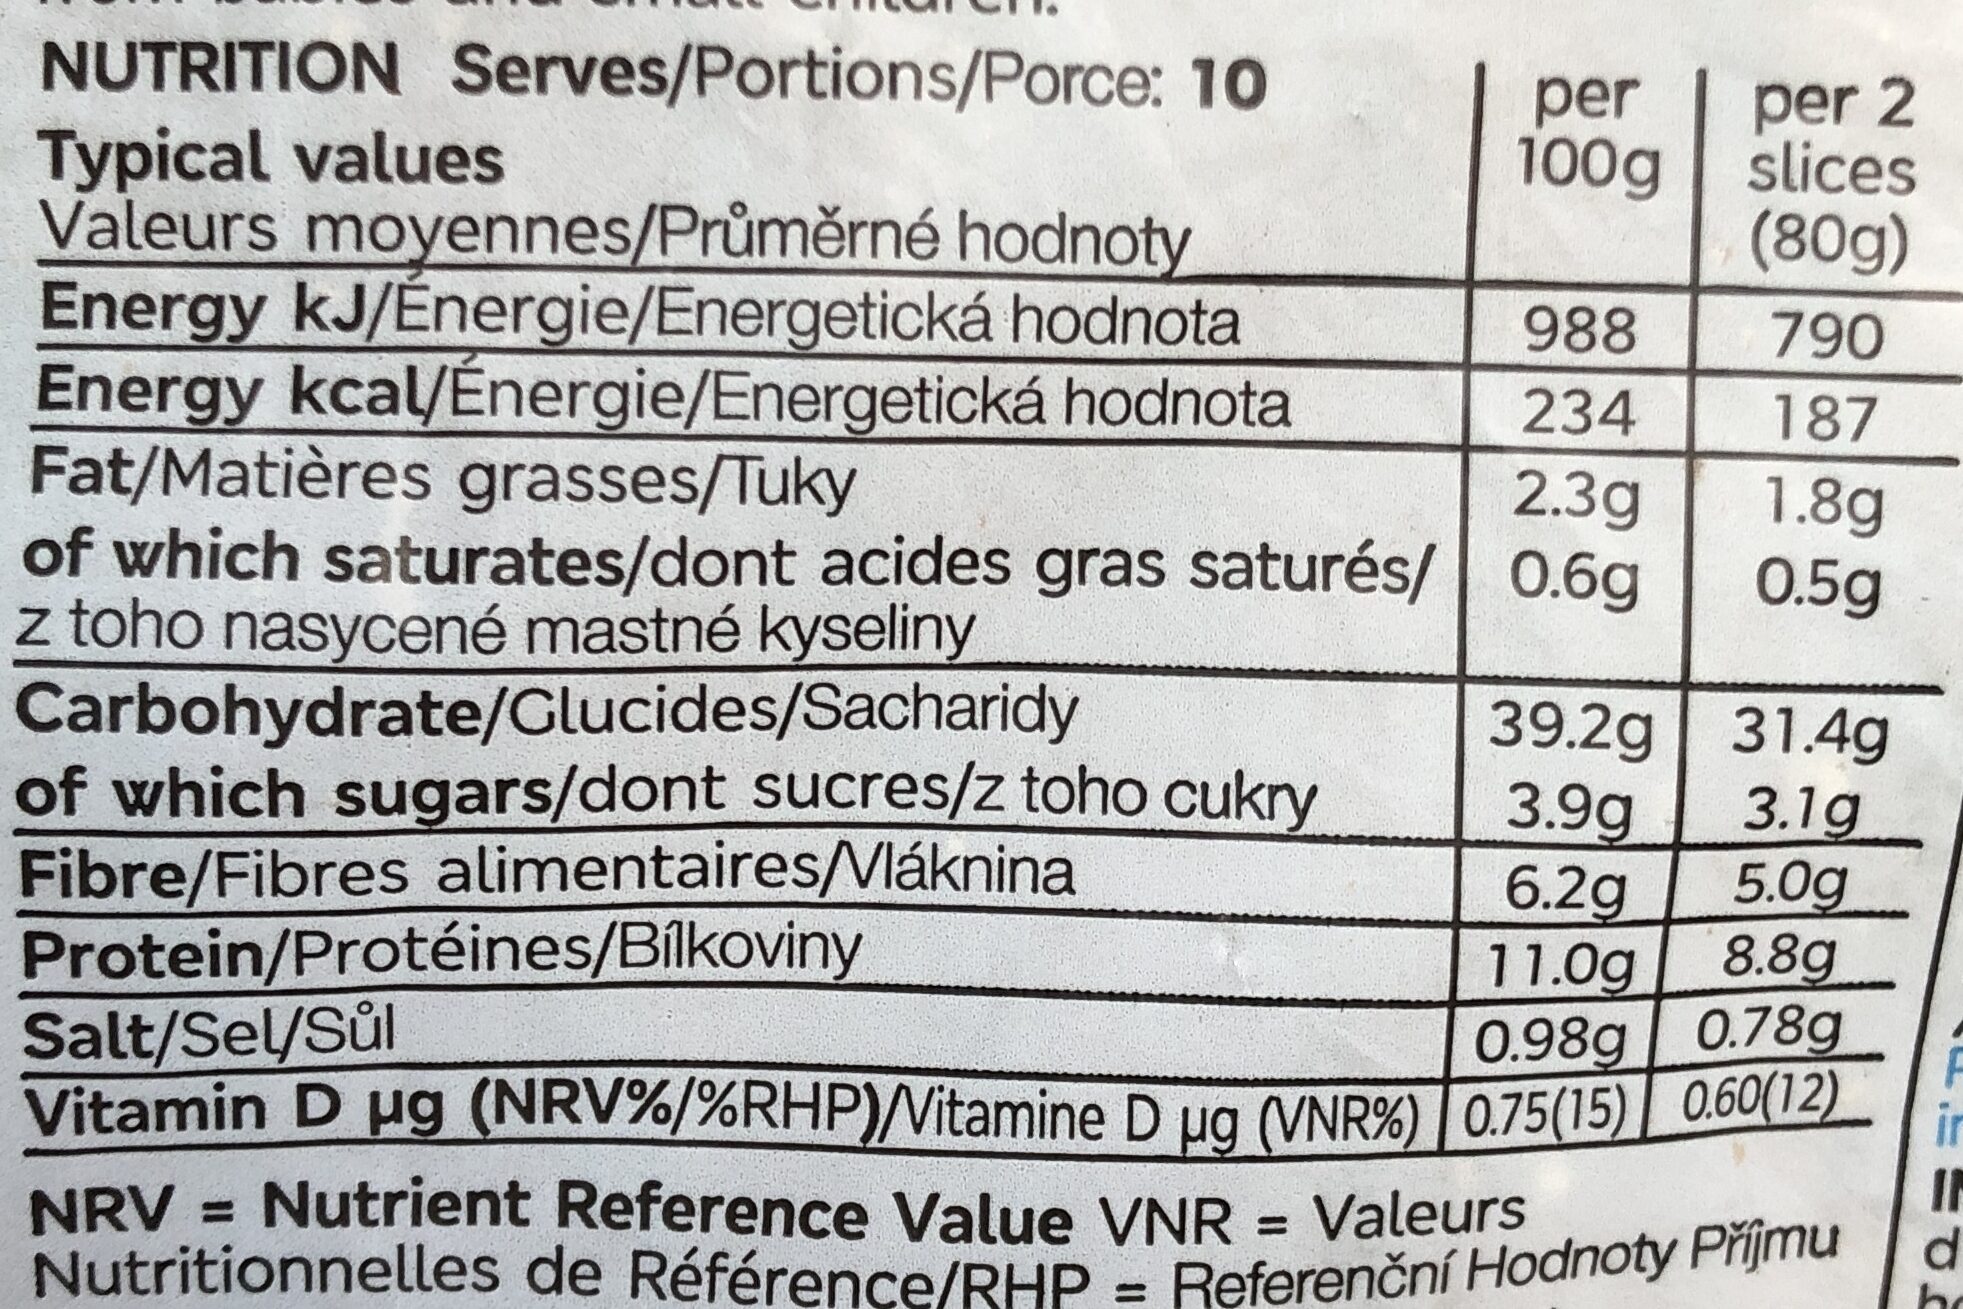 NUTRITION Serves/Portions/Porce: 10 per 100g per 2 slices (80g)
Typical values
Valeurs moyennes/Průměrné hodnoty
Energy kJ/Énergie/Energetická hodnota 988 790
Energy kcal/Énergie/Energetická hodnota 234 187
Fat/Matières grasses/Tuky 2.3g 1.8g
of which saturates/dont acides gras saturés/ 0.6g 0.5g
z toho nasycené mastné kyseliny
Carbohydrate/Glucides/Sacharidy 39.2g 31.4g
of which sugars/dont sucres/z toho cukry 3.9g 3.1g
Fibre/Fibres alimentaires/Vláknina 6.2g 5.0g
Protein/Protéines/Bílkoviny 11.0g 8.8g
Salt/Sel/Sůl 0.98g 0.78g
Vitamin D µg (NRV%/%RHP)/Vitamine D µg (VNR%) 0.75(15) 0.60(12)
NRV = Nutrient Reference Value VNR = Valeurs
Nutritionnelles de Référence/RHP = Referenční Hodnoty Příjmu